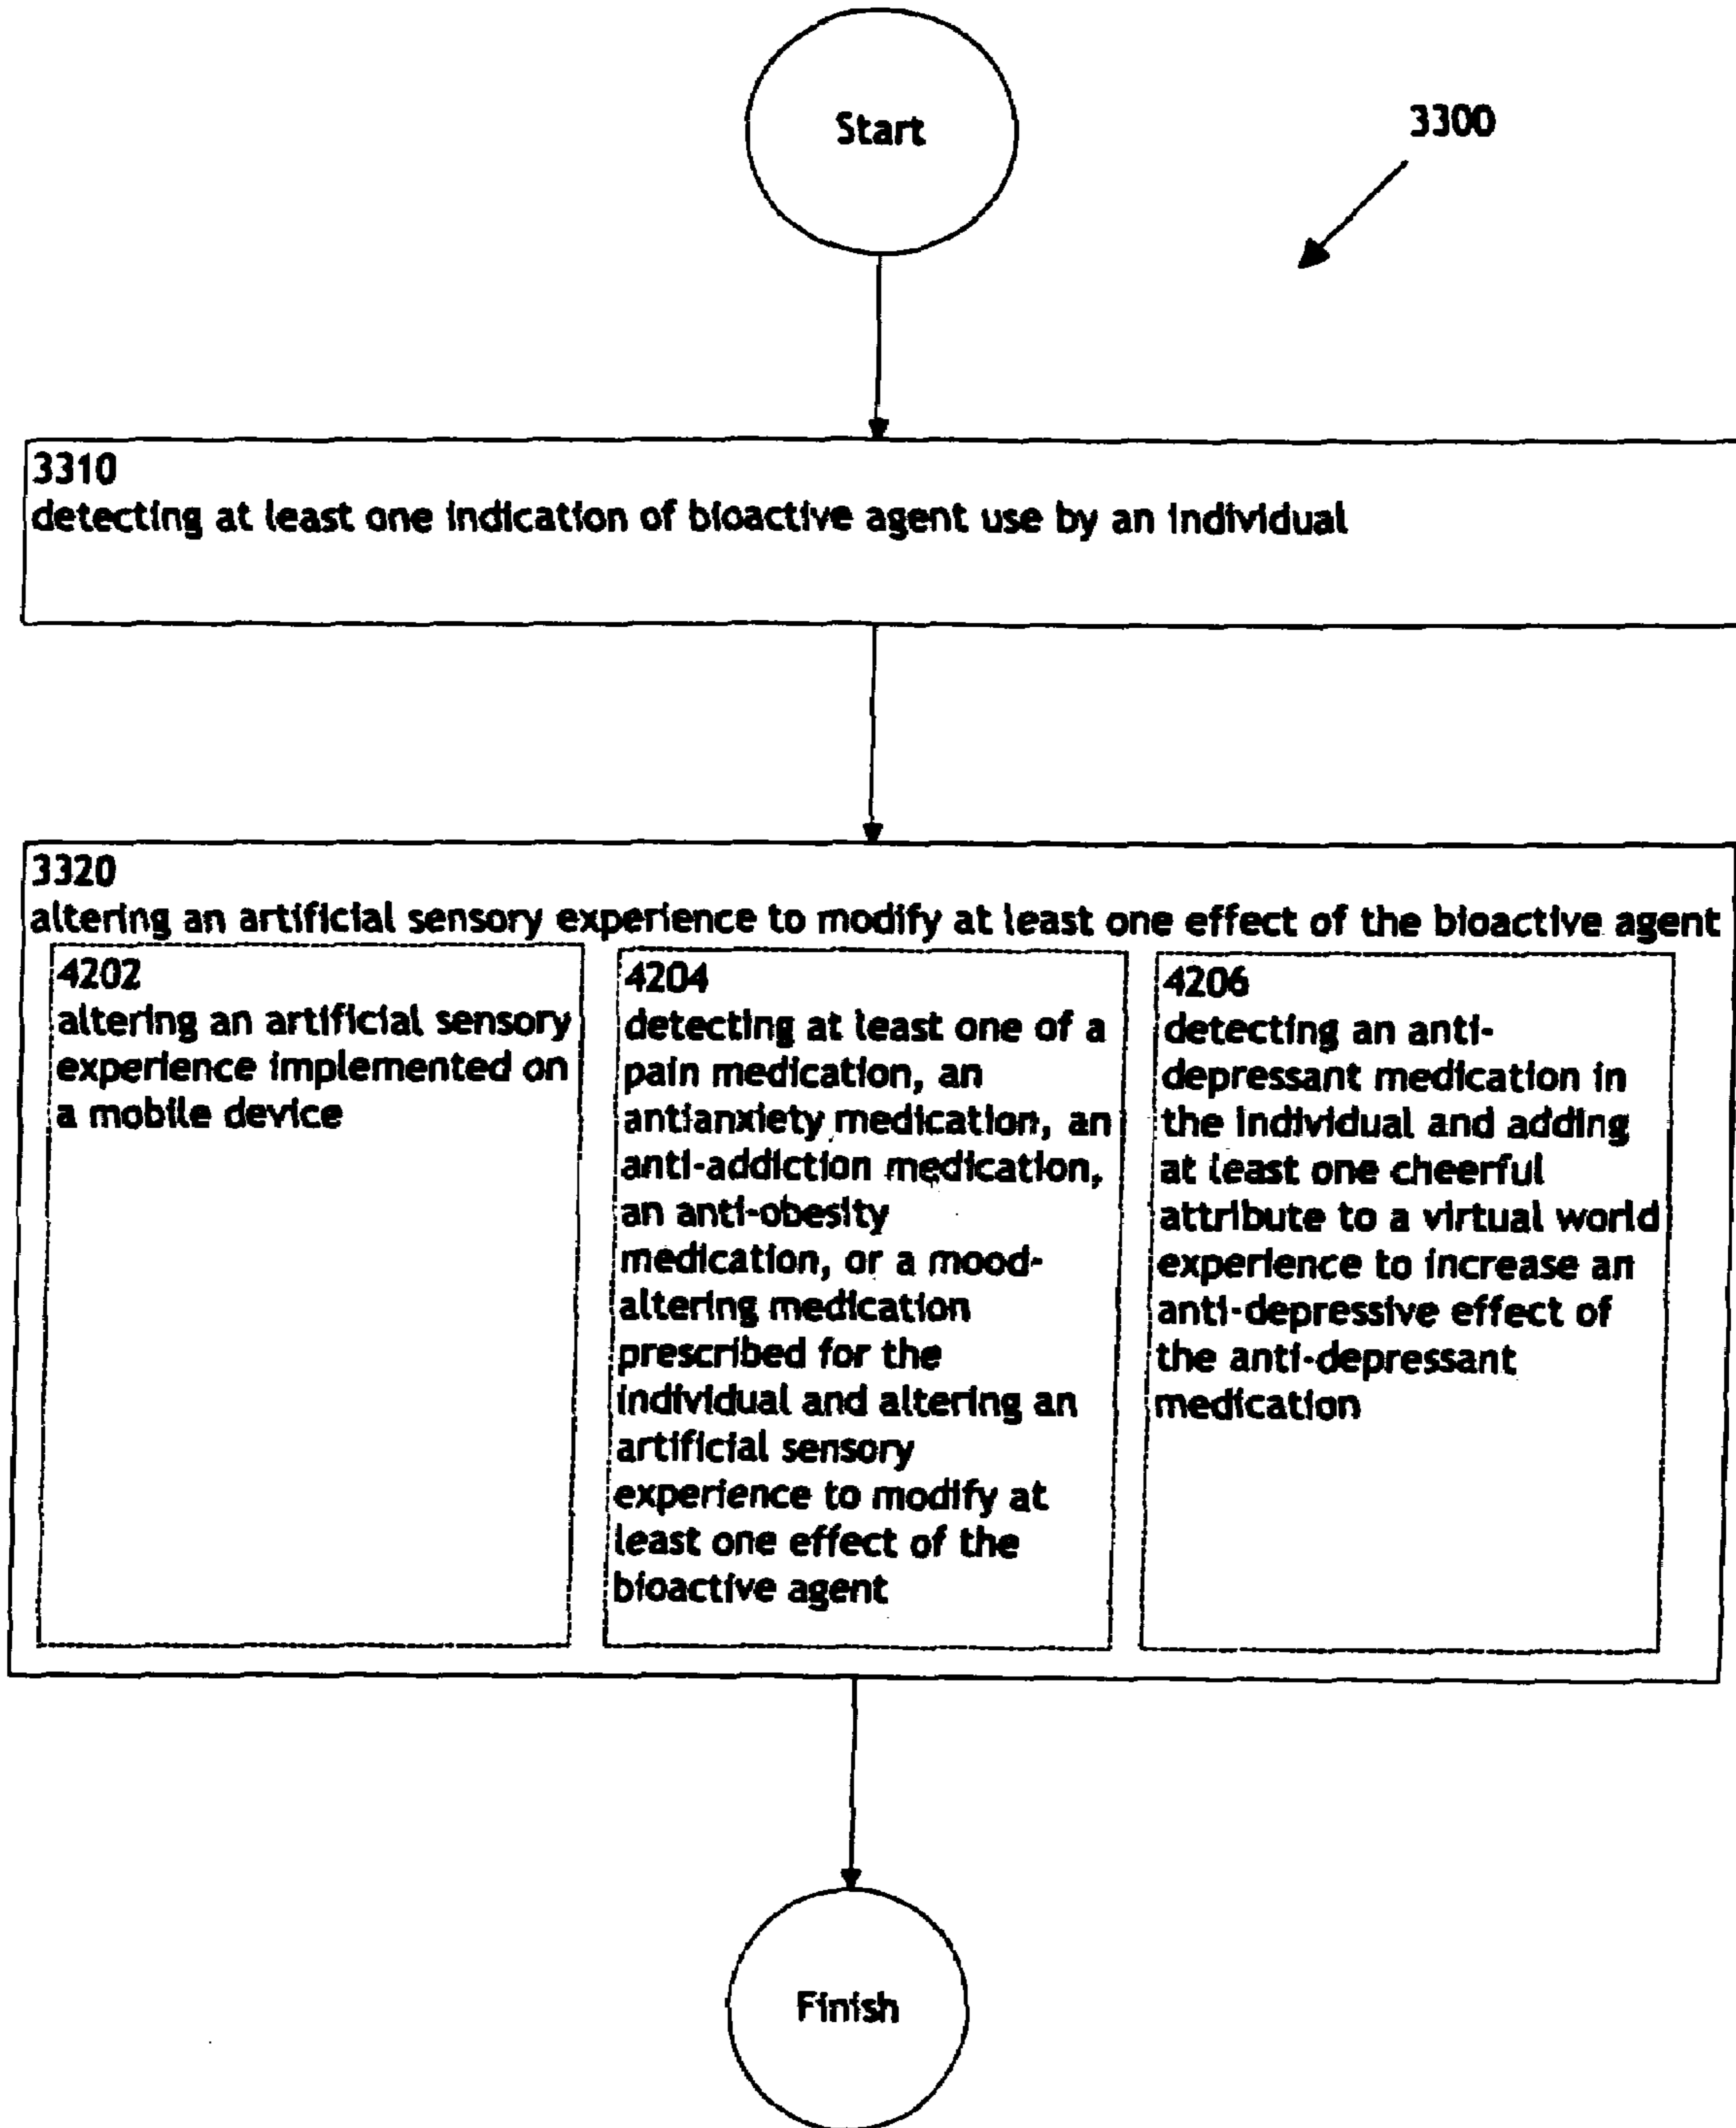 Start
3300
3310
detecting at least one indication of bioactive agent use by an individual
3320
altering an artificial sensory experience to modify at least one effect of the bioactive agent
4202
altering an artificial sensory
experience implemented on
a mobile device
4204
detecting at least one of a
pain medication, an
antianxiety medication, an
anti-addiction medication,
an anti-obesity
medication, or a mood-
altering medication
prescribed for the
individual and altering an
artificial sensory
experience to modify at
least one effect of the
bioactive agent
4206
detecting an anti-
depressant medication in
the individual and adding
at least one cheerful
attribute to a virtual world
experience to increase an
anti-depressive effect of
the anti-depressant
medication
Finish